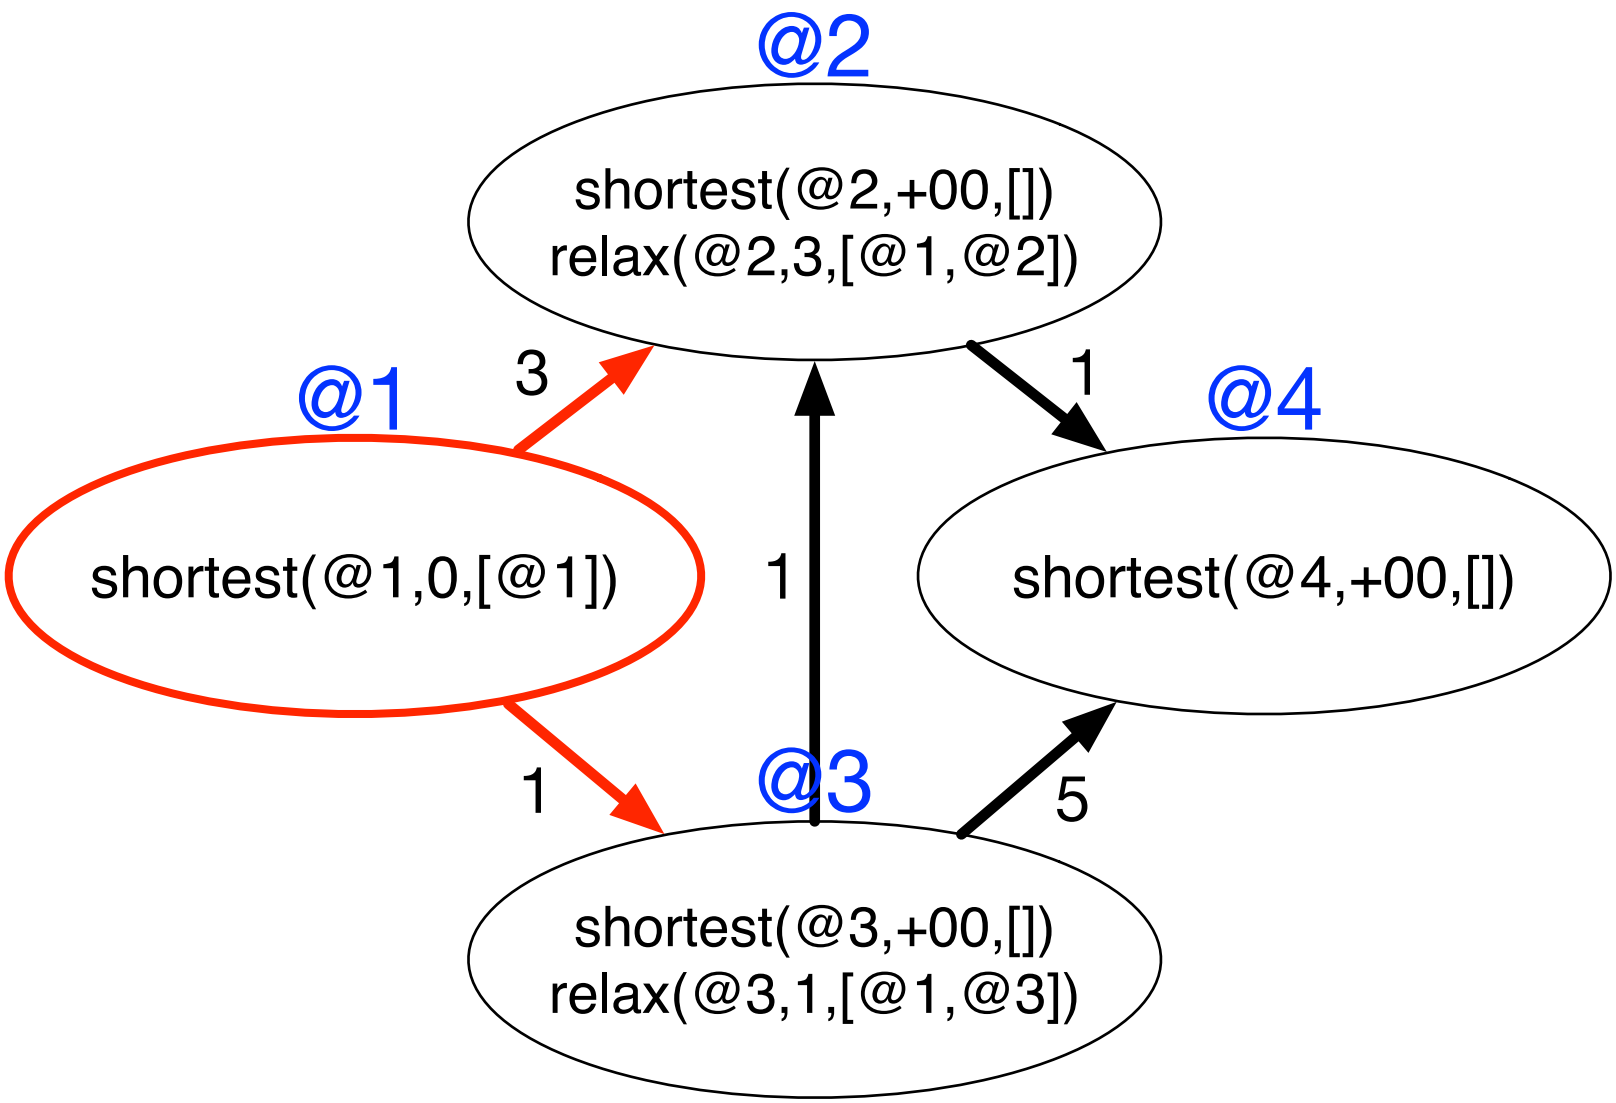 @2
shortest(@2,+00,[])
relax(@2,3,[@1,@2])
3
1
@1
@4
shortest(@1,0,[@1])
1
shortest(@4,+00,[])
@3
1
5
shortest(@3,+00,[])
relax(@3,1,[@1,@3])